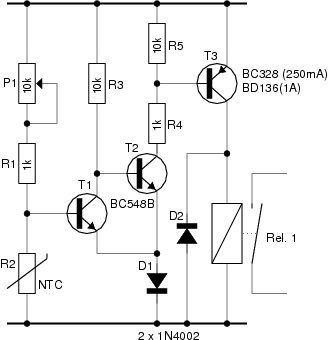 R5
10k
T3
P1
10k
10k
R3
BC328 (250mA)
BD136(1A)
1k
R4
R1
1k
T2
T1
BC548B
D2
Rel. 1
R2
NTC
D1
2 x 1N4002